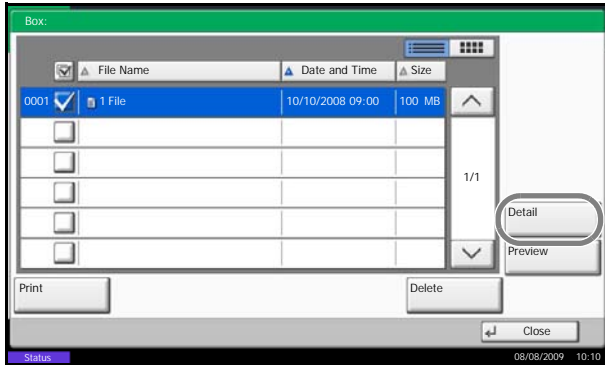 Box:
File Name Date and Time Size
0001 1 File 10/10/2008 09:00 100 MB
1/1
Detail
Preview
Print Delete
Close
Status 08/08/2009 10:10